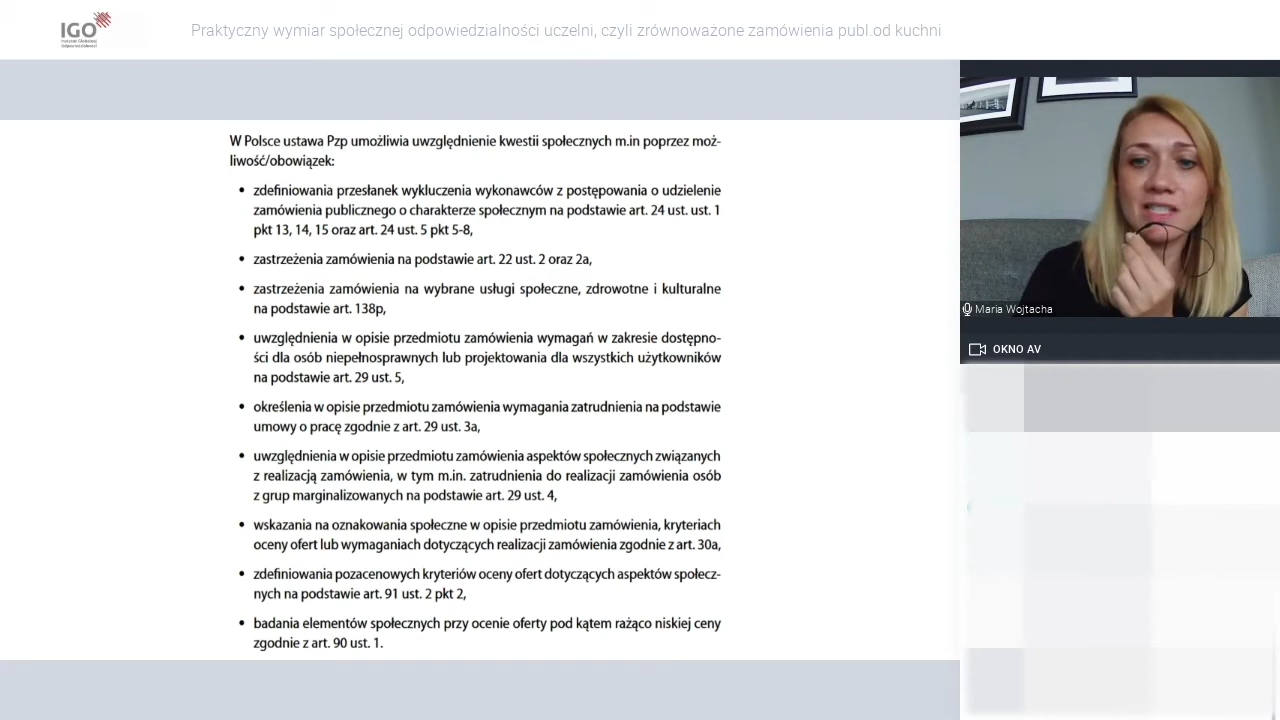 IGO
Instytut Globalnej
Odpowiedzialności
Praktyczny wymiar społecznej odpowiedzialności uczelni, czyli zrównoważone zamówienia publ.od kuchni
W Polsce ustawa Pzp umożliwia uwzględnienie kwestii społecznych m.in poprzez moż-
liwość/obowiązek:
• zdefiniowania przesłanek wykluczenia wykonawców z postępowania o udzielenie
zamówienia publicznego o charakterze społecznym na podstawie art. 24 ust. ust. 1
pkt 13, 14, 15 oraz art. 24 ust. 5 pkt 5-8,
• zastrzeżenia zamówienia na podstawie art. 22 ust. 2 oraz 2a,
• zastrzeżenia zamówienia na wybrane usługi społeczne, zdrowotne i kulturalne
na podstawie art. 138p,
• uwzględnienia w opisie przedmiotu zamówienia wymagań w zakresie dostępno-
ści dla osób niepełnosprawnych lub projektowania dla wszystkich użytkowników
na podstawie art. 29 ust. 5,
• określenia w opisie przedmiotu zamówienia wymagania zatrudnienia na podstawie
umowy o pracę zgodnie z art. 29 ust. 3a,
• uwzględnienia w opisie przedmiotu zamówienia aspektów społecznych związanych
z realizacją zamówienia, w tym m.in. zatrudnienia do realizacji zamówienia osób
z grup marginalizowanych na podstawie art. 29 ust. 4,
• wskazania na oznakowania społeczne w opisie przedmiotu zamówienia, kryteriach
oceny ofert lub wymaganiach dotyczących realizacji zamówienia zgodnie z art. 30a,
• zdefiniowania pozacenowych kryteriów oceny ofert dotyczących aspektów społecz-
nych na podstawie art. 91 ust. 2 pkt 2,
• badania elementów społecznych przy ocenie oferty pod kątem rażąco niskiej ceny
zgodnie z art. 90 ust. 1.
Maria Wojtacha
OKNO AV